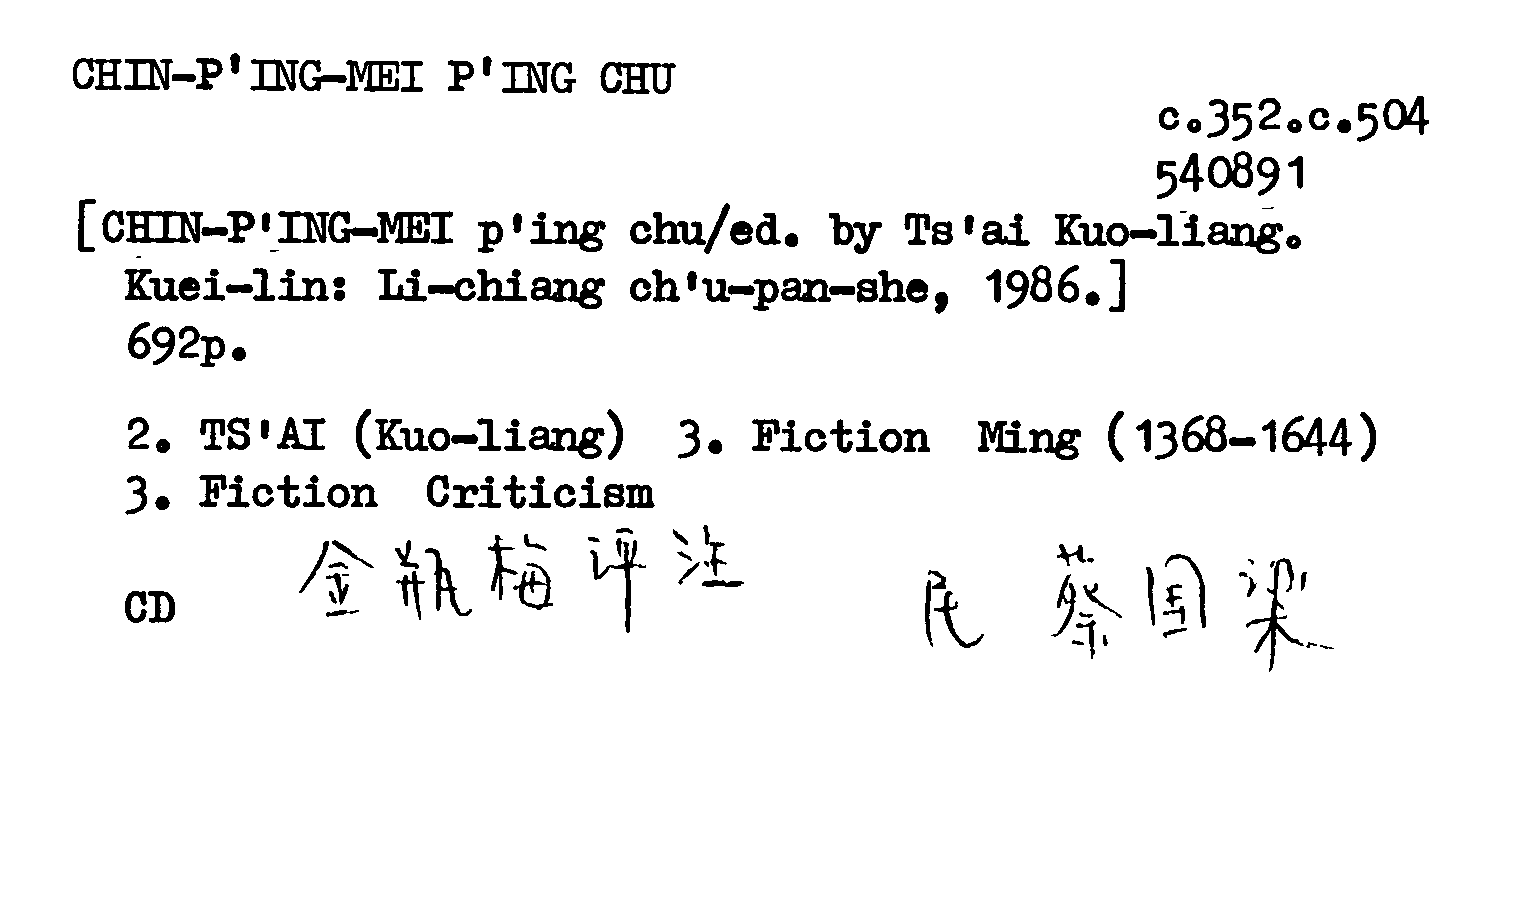 CHIN-P'ING-MEI P'ING CHU
c.352.c.504
540891
[CHIN-P'ING-MEI p'ing chu/ed. by Ts'ai Kuo-liang.
Kuei-lin: Li-chiang ch'u-pan-she, 1986.]
692p.
2. TS'AI (Kuo-liang) 3. Fiction Ming (1368-1644)
3. Fiction Criticism
金瓶梅评注
CD 民 蔡国梁